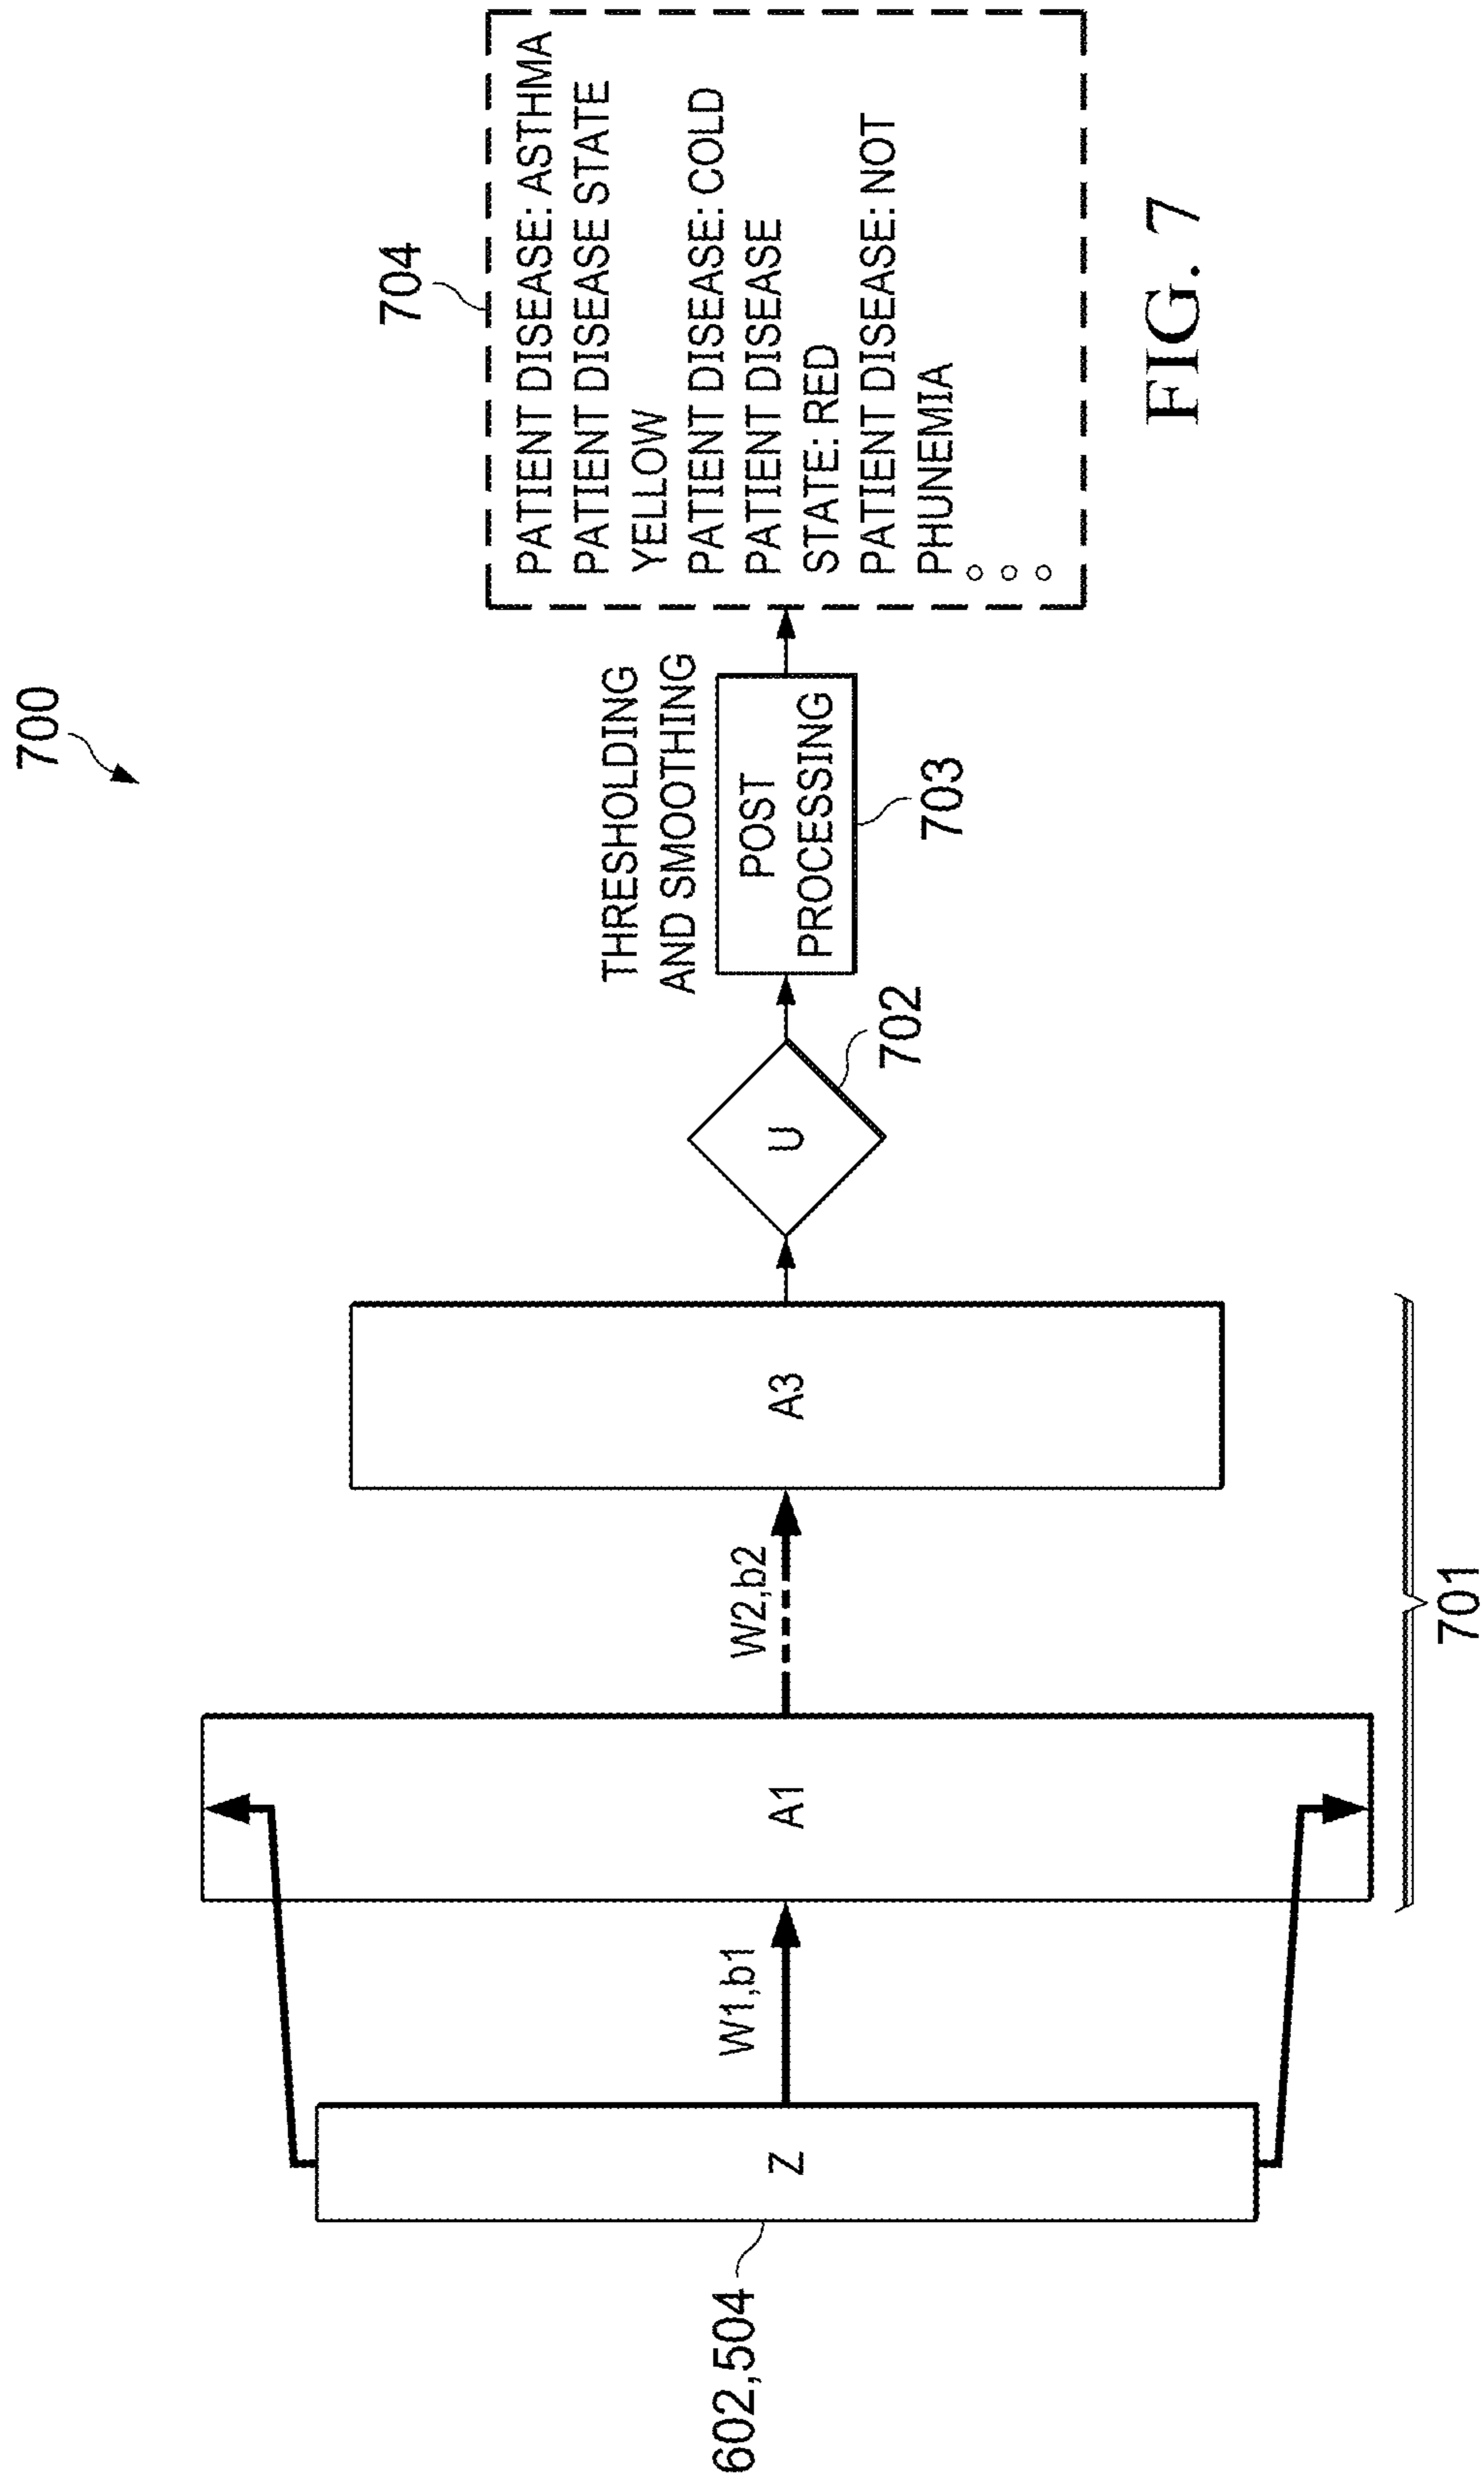 700
704
PATIENT DISEASE: ASTHMA
PATIENT DISEASE STATE
YELLOW
PATIENT DISEASE: COLD
PATIENT DISEASE
STATE: RED
PATIENT DISEASE: NOT
PHUNEMIA
THRESHOLDING
AND SMOOTHING
POST
PROCESSING
703
U
702
A3
W2,b2
A1
W1,b1
Z
602,504
701
FIG. 7